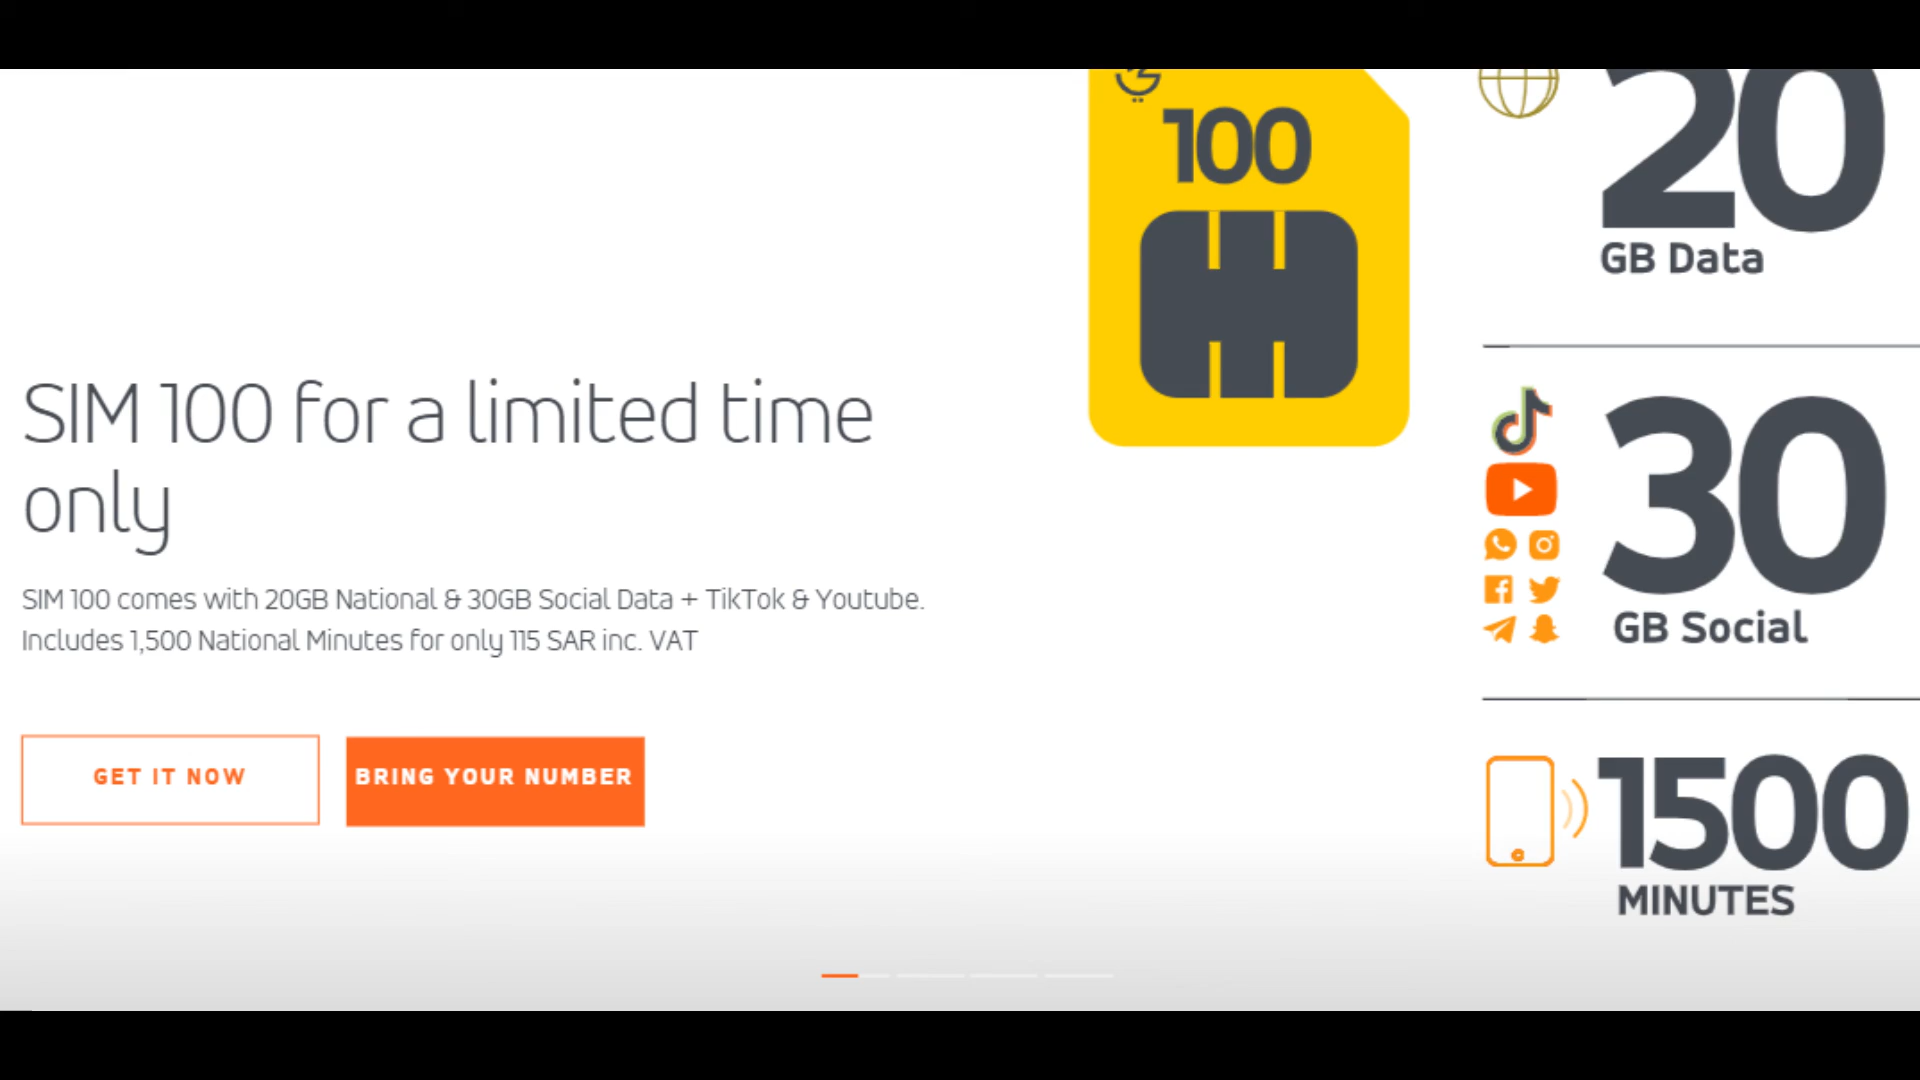 100
20
GB Data
SIM 100 for a limited time
only
SIM 100 comes with 20GB National & 30GB Social Data + TikTok & Youtube.
Includes 1,500 National Minutes for only 115 SAR inc. VAT
GET IT NOW
BRING YOUR NUMBER
30
GB Social
1500
MINUTES